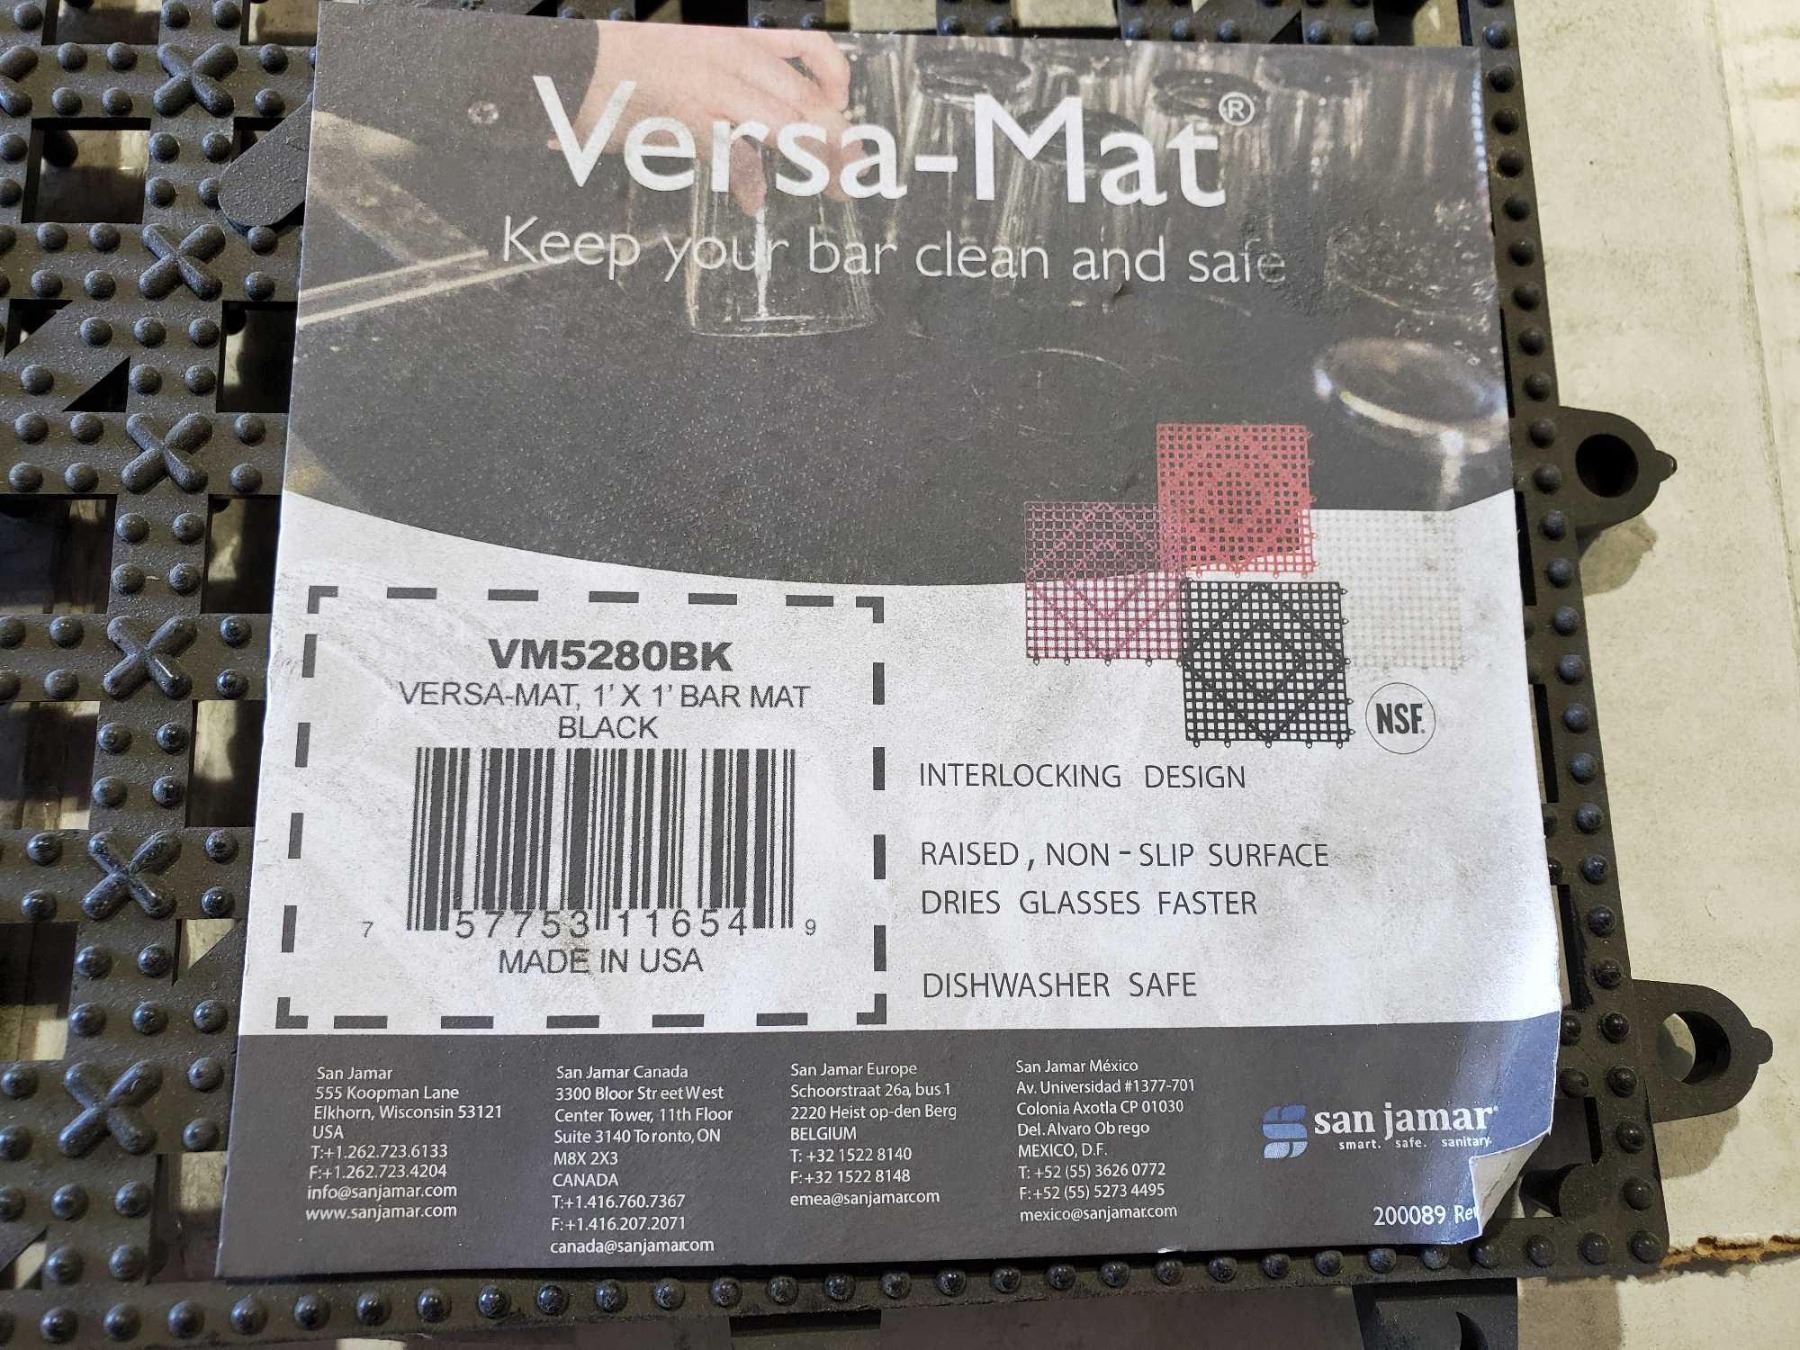 Versa-Mat®
Keep your bar clean and safe
VM5280BK
VERSA-MAT, 1' X 1' BAR MAT
BLACK
7 57753 11654 9
MADE IN USA
NSF.
INTERLOCKING DESIGN
RAISED, NON-SLIP SURFACE
DRIES GLASSES FASTER
DISHWASHER SAFE
San Jamar
555 Koopman Lane
Elkhorn, Wisconsin 53121
USA
T:+1.262.723.6133
F:+1.262.723.4204
info@sanjamar.com
www.sanjamar.com
San Jamar Canada
3300 Bloor Street West
Center Tower, 11th Floor
Suite 3140 Toronto, ON
M8X 2X3
CANADA
T:+1.416.760.7367
F:+1.416.207.2071
canada@sanjamar.com
San Jamar Europe
Schoorstraat 26a, bus 1
2220 Heist op-den Berg
BELGIUM
T: +32 1522 8140
F: +32 1522 8148
emea@sanjamar.com
San Jamar México
Av. Universidad #1377-701
Colonia Axotla CP 01030
Del. Alvaro Obrego
MEXICO, D.F.
T: +52 (55) 3626 0772
F: +52 (55) 5273 4495
mexico@sanjamar.com
san jamar
smart. safe. sanitary.
200089